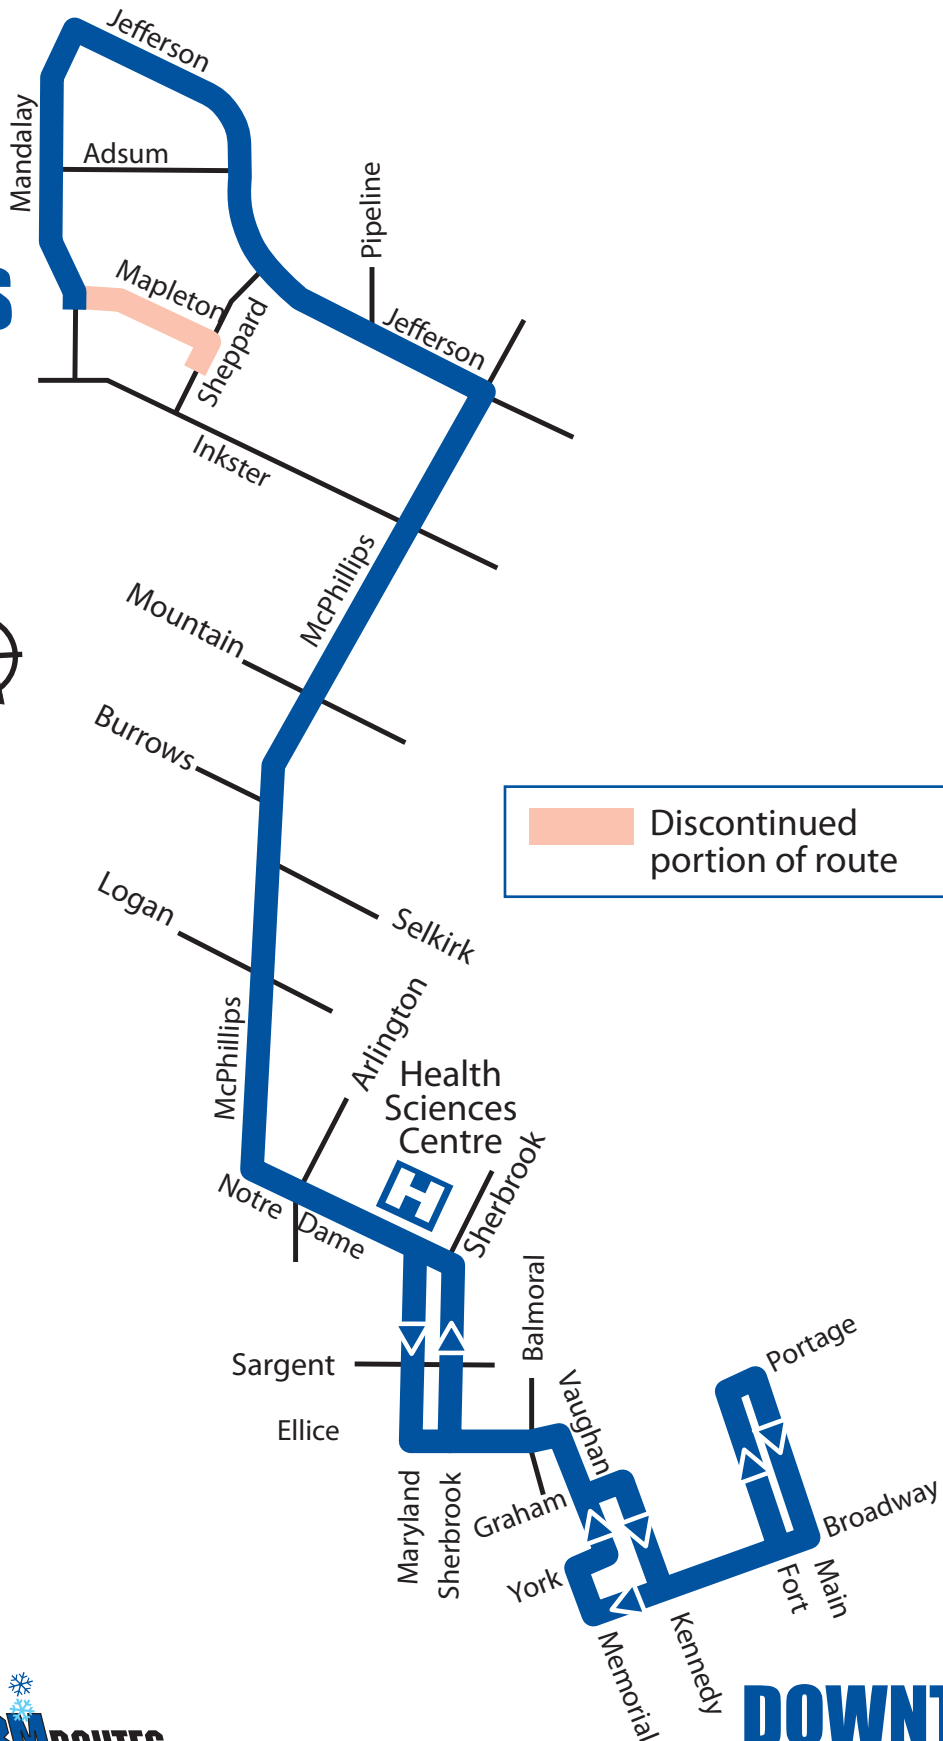 Jefferson
Mandalay
Adsum
Pipeline
Mapleton
Sheppard
Jefferson
Inkster
McPhillips
Mountain
Burrows
Discontinued
portion of route
Logan
Selkirk
McPhillips
Arlington
Health
Sciences
Centre
H
Sherbrook
Notre Dame
Balmoral
Sargent
Portage
Vaughan
Ellice
Maryland
Sherbrook
Graham
Broadway
York
Fort
Main
Kennedy
Memorial
DOWNT